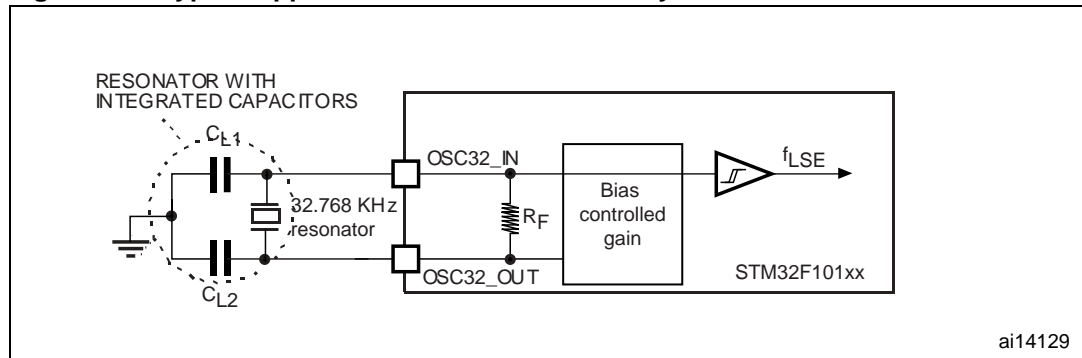 RESONATOR WITH
INTEGRATED CAPACITORS
CL1
OSC32_IN
fLSE
32.768 KHz
resonator
RF
Bias
controlled
gain
OSC32_OUT
STM32F101xx
CL2
ai14129